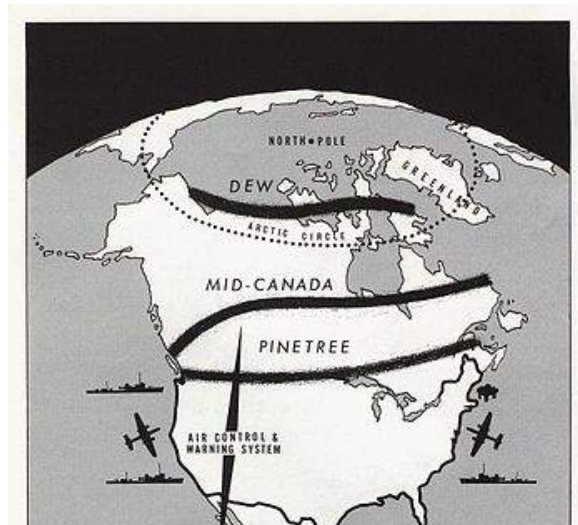 NORTH POLE
GREENLAND
DEW
ARCTIC CIRCLE
MID-CANADA
PINETREE
AIR CONTROL &
WARNING SYSTEM